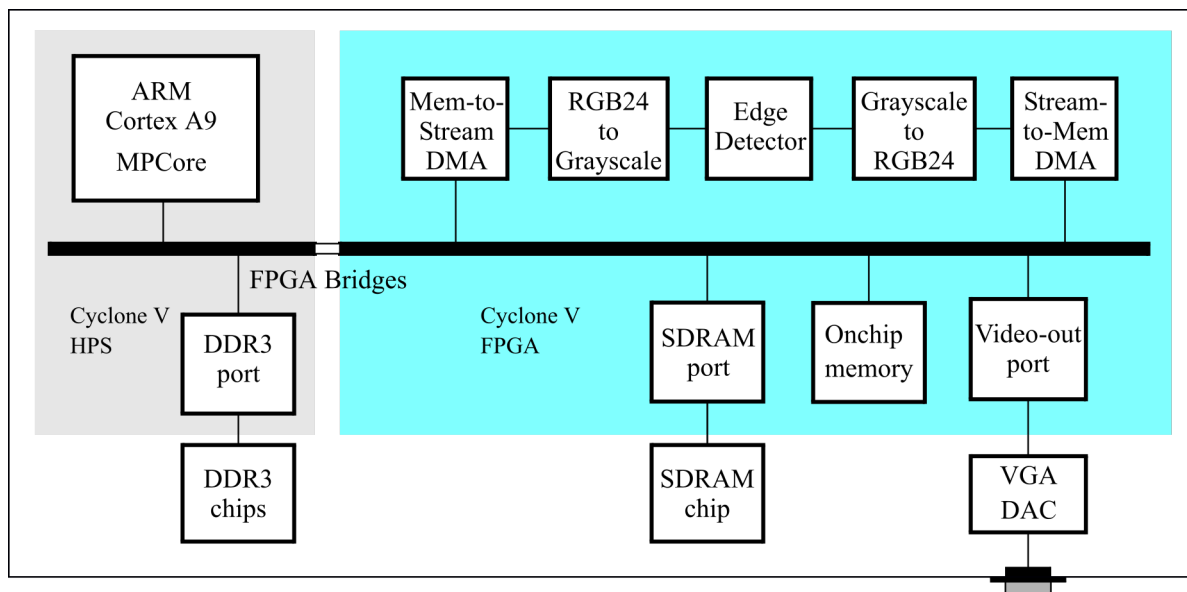 ARM
Cortex A9
MPCore
Mem-to-
Stream
DMA
RGB24
to
Grayscale
Edge
Detector
Grayscale
to
RGB24
Stream-
to-Mem
DMA
FPGA Bridges
Cyclone V
HPS
DDR3
port
Cyclone V
FPGA
SDRAM
port
Onchip
memory
Video-out
port
DDR3
chips
SDRAM
chip
VGA
DAC